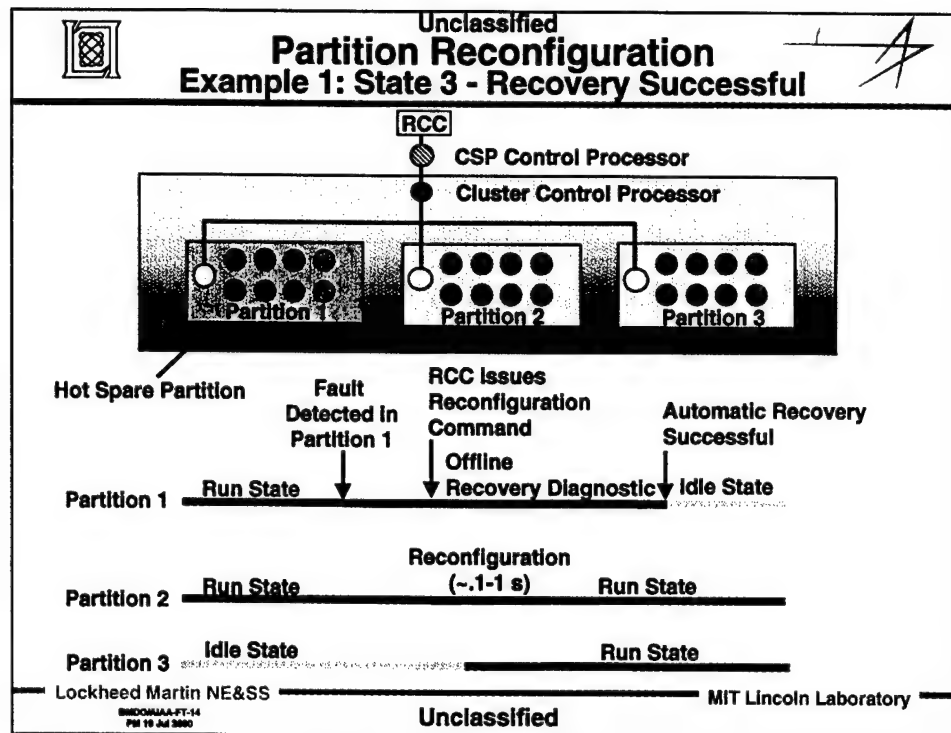 Unclassified
Partition Reconfiguration
Example 1: State 3 - Recovery Successful
RCC
CSP Control Processor
Cluster Control Processor
Partition 1
Partition 2
Partition 3
Hot Spare Partition
Fault
Detected in
Partition 1
RCC Issues
Reconfiguration
Command
Automatic Recovery
Successful
Offline
Partition 1
Run State
Recovery Diagnostic
Idle State
Reconfiguration
(~.1-1 s)
Partition 2
Run State
Run State
Partition 3
Idle State
Run State
Lockheed Martin NE&SS
MIT Lincoln Laboratory
Unclassified